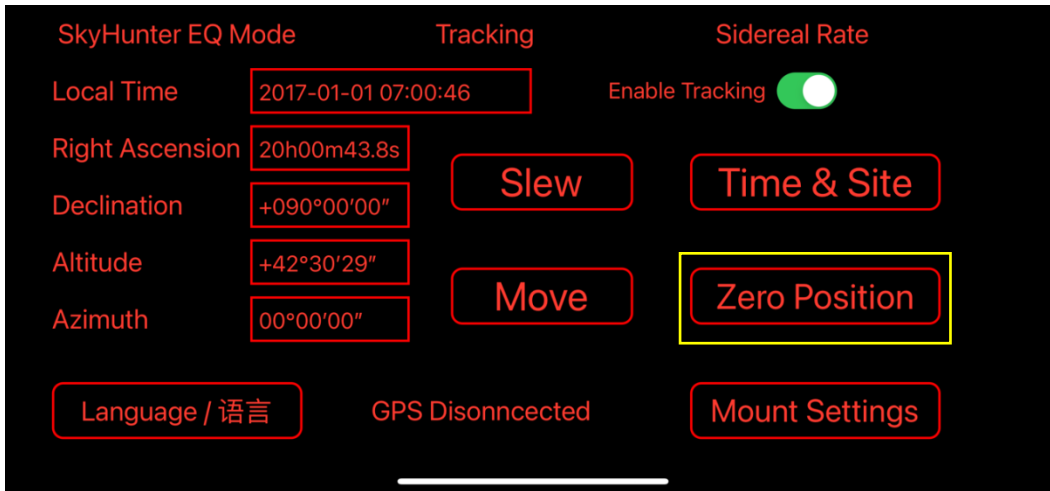 SkyHunter EQ Mode Tracking Sidereal Rate
Local Time 2017-01-01 07:00:46 Enable Tracking
Right Ascension 20h00m43.8s
Slew Time & Site
Declination +090°00′00″
Altitude +42°30′29″
Move Zero Position
Azimuth 00°00′00″
Language / 语言 GPS Disonncected Mount Settings